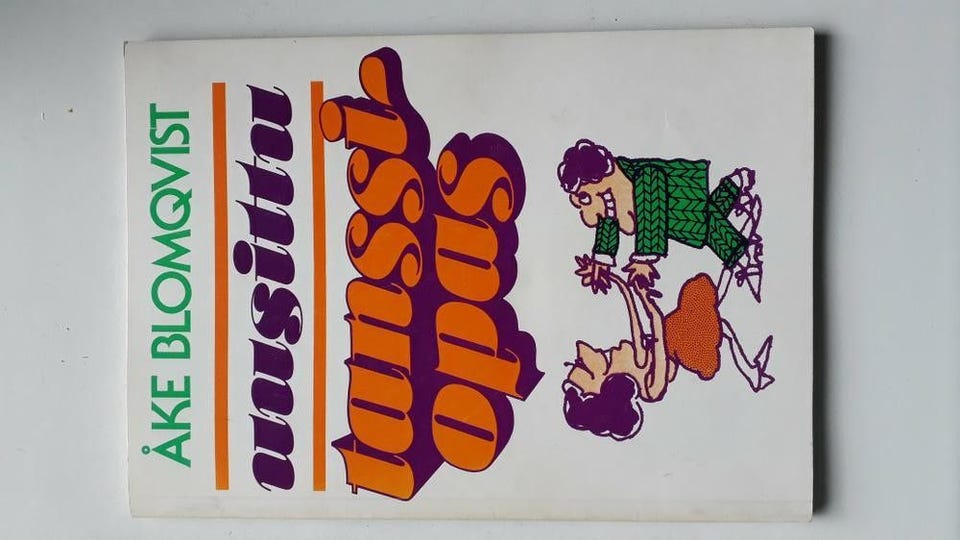 ÅKE BLOMQVIST
uusittu
tanssi
opas